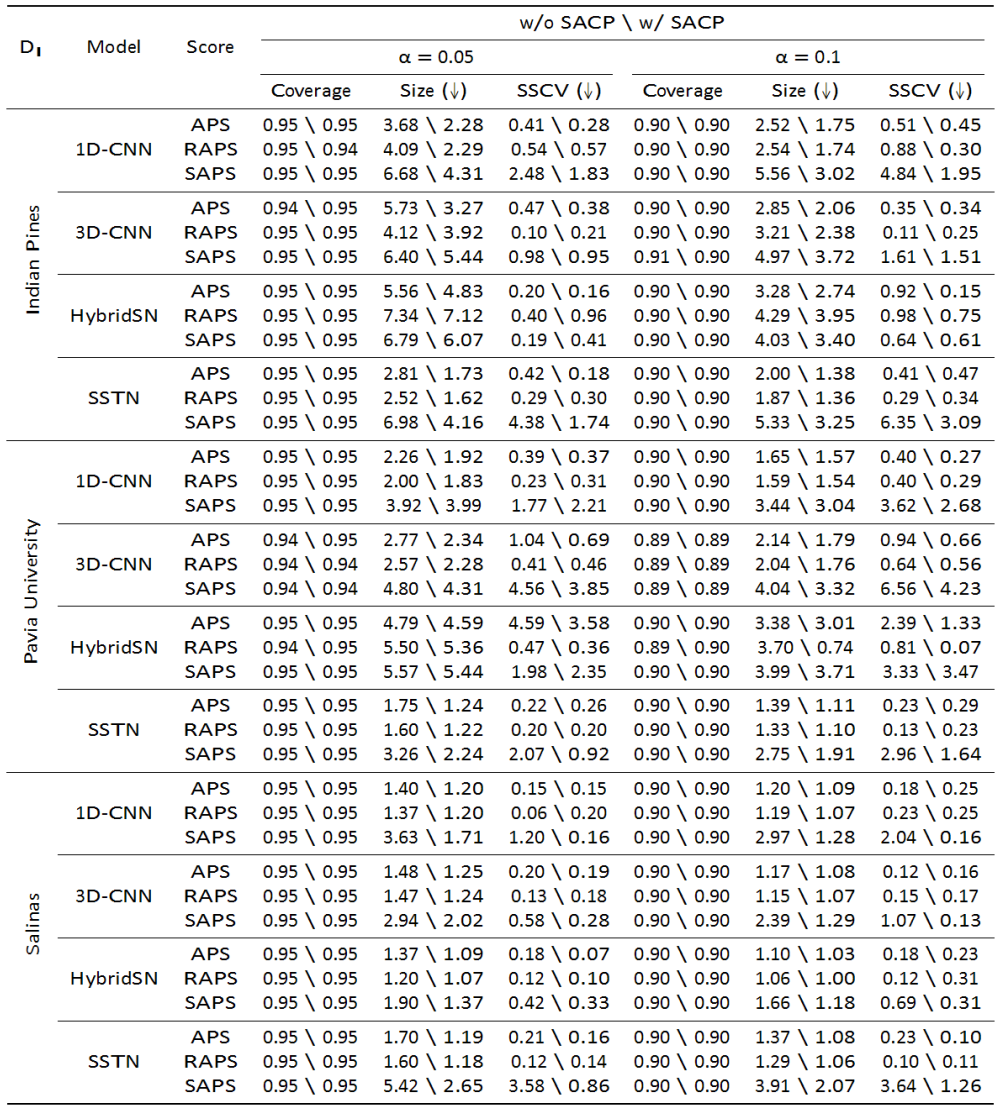 w/o SACP \ w/ SACP
D₁ Model Score
α = 0.05 α = 0.1
Coverage Size (↓) SSCV (↓) Coverage Size (↓) SSCV (↓)
Indian Pines
1D-CNN
APS 0.95 \ 0.95 3.68 \ 2.28 0.41 \ 0.28 0.90 \ 0.90 2.52 \ 1.75 0.51 \ 0.45
RAPS 0.95 \ 0.94 4.09 \ 2.29 0.54 \ 0.57 0.90 \ 0.90 2.54 \ 1.74 0.88 \ 0.30
SAPS 0.95 \ 0.95 6.68 \ 4.31 2.48 \ 1.83 0.90 \ 0.90 5.56 \ 3.02 4.84 \ 1.95
3D-CNN
APS 0.94 \ 0.95 5.73 \ 3.27 0.47 \ 0.38 0.90 \ 0.90 2.85 \ 2.06 0.35 \ 0.34
RAPS 0.95 \ 0.95 4.12 \ 3.92 0.10 \ 0.21 0.90 \ 0.90 3.21 \ 2.38 0.11 \ 0.25
SAPS 0.95 \ 0.95 6.40 \ 5.44 0.98 \ 0.95 0.91 \ 0.90 4.97 \ 3.72 1.61 \ 1.51
HybridSN
APS 0.95 \ 0.95 5.56 \ 4.83 0.20 \ 0.16 0.90 \ 0.90 3.28 \ 2.74 0.92 \ 0.15
RAPS 0.95 \ 0.95 7.34 \ 7.12 0.40 \ 0.96 0.90 \ 0.90 4.29 \ 3.95 0.98 \ 0.75
SAPS 0.95 \ 0.95 6.79 \ 6.07 0.19 \ 0.41 0.90 \ 0.90 4.03 \ 3.40 0.64 \ 0.61
SSTN
APS 0.95 \ 0.95 2.81 \ 1.73 0.42 \ 0.18 0.90 \ 0.90 2.00 \ 1.38 0.41 \ 0.47
RAPS 0.95 \ 0.95 2.52 \ 1.62 0.29 \ 0.30 0.90 \ 0.90 1.87 \ 1.36 0.29 \ 0.34
SAPS 0.95 \ 0.95 6.98 \ 4.16 4.38 \ 1.74 0.90 \ 0.90 5.33 \ 3.25 6.35 \ 3.09
Pavia University
1D-CNN
APS 0.95 \ 0.95 2.26 \ 1.92 0.39 \ 0.37 0.90 \ 0.90 1.65 \ 1.57 0.40 \ 0.27
RAPS 0.95 \ 0.95 2.00 \ 1.83 0.23 \ 0.31 0.90 \ 0.90 1.59 \ 1.54 0.40 \ 0.29
SAPS 0.95 \ 0.95 3.92 \ 3.99 1.77 \ 2.21 0.90 \ 0.90 3.44 \ 3.04 3.62 \ 2.68
3D-CNN
APS 0.94 \ 0.95 2.77 \ 2.34 1.04 \ 0.69 0.89 \ 0.89 2.14 \ 1.79 0.94 \ 0.66
RAPS 0.94 \ 0.94 2.57 \ 2.28 0.41 \ 0.46 0.89 \ 0.89 2.04 \ 1.76 0.64 \ 0.56
SAPS 0.94 \ 0.94 4.80 \ 4.31 4.56 \ 3.85 0.89 \ 0.89 4.04 \ 3.32 6.56 \ 4.23
HybridSN
APS 0.95 \ 0.95 4.79 \ 4.59 4.59 \ 3.58 0.90 \ 0.90 3.38 \ 3.01 2.39 \ 1.33
RAPS 0.94 \ 0.95 5.50 \ 5.36 0.47 \ 0.36 0.89 \ 0.90 3.70 \ 0.74 0.81 \ 0.07
SAPS 0.95 \ 0.95 5.57 \ 5.44 1.98 \ 2.35 0.90 \ 0.90 3.99 \ 3.71 3.33 \ 3.47
SSTN
APS 0.95 \ 0.95 1.75 \ 1.24 0.22 \ 0.26 0.90 \ 0.90 1.39 \ 1.11 0.23 \ 0.29
RAPS 0.95 \ 0.95 1.60 \ 1.22 0.20 \ 0.20 0.90 \ 0.90 1.33 \ 1.10 0.13 \ 0.23
SAPS 0.95 \ 0.95 3.26 \ 2.24 2.07 \ 0.92 0.90 \ 0.90 2.75 \ 1.91 2.96 \ 1.64
Salinas
1D-CNN
APS 0.95 \ 0.95 1.40 \ 1.20 0.15 \ 0.15 0.90 \ 0.90 1.20 \ 1.09 0.18 \ 0.25
RAPS 0.95 \ 0.95 1.37 \ 1.20 0.06 \ 0.20 0.90 \ 0.90 1.19 \ 1.07 0.23 \ 0.25
SAPS 0.95 \ 0.95 3.63 \ 1.71 1.20 \ 0.16 0.90 \ 0.90 2.97 \ 1.28 2.04 \ 0.16
3D-CNN
APS 0.95 \ 0.95 1.48 \ 1.25 0.20 \ 0.19 0.90 \ 0.90 1.17 \ 1.08 0.12 \ 0.16
RAPS 0.95 \ 0.95 1.47 \ 1.24 0.13 \ 0.18 0.90 \ 0.90 1.15 \ 1.07 0.15 \ 0.17
SAPS 0.95 \ 0.95 2.94 \ 2.02 0.58 \ 0.28 0.90 \ 0.90 2.39 \ 1.29 1.07 \ 0.13
HybridSN
APS 0.95 \ 0.95 1.37 \ 1.09 0.18 \ 0.07 0.90 \ 0.90 1.10 \ 1.03 0.18 \ 0.23
RAPS 0.95 \ 0.95 1.20 \ 1.07 0.12 \ 0.10 0.90 \ 0.90 1.06 \ 1.00 0.12 \ 0.31
SAPS 0.95 \ 0.95 1.90 \ 1.37 0.42 \ 0.33 0.90 \ 0.90 1.66 \ 1.18 0.69 \ 0.31
SSTN
APS 0.95 \ 0.95 1.70 \ 1.19 0.21 \ 0.16 0.90 \ 0.90 1.37 \ 1.08 0.23 \ 0.10
RAPS 0.95 \ 0.95 1.60 \ 1.18 0.12 \ 0.14 0.90 \ 0.90 1.29 \ 1.06 0.10 \ 0.11
SAPS 0.95 \ 0.95 5.42 \ 2.65 3.58 \ 0.86 0.90 \ 0.90 3.91 \ 2.07 3.64 \ 1.26